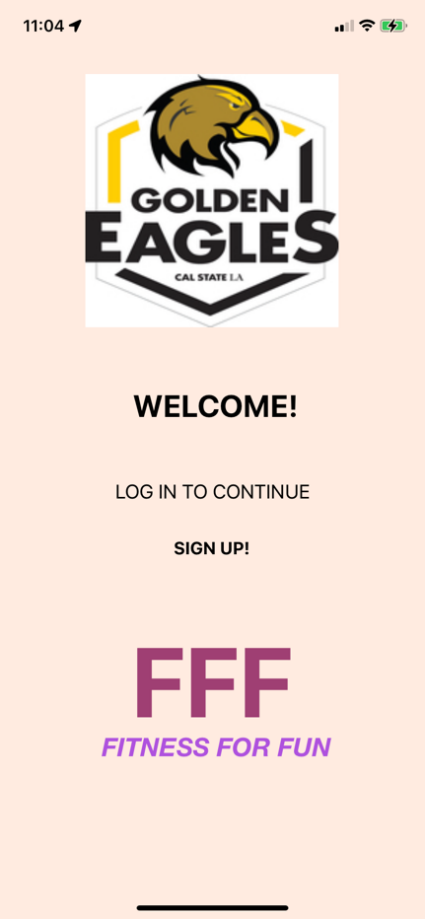 11:04
GOLDEN
EAGLES
CAL STATE LA
WELCOME!
LOG IN TO CONTINUE
SIGN UP!
FFF
FITNESS FOR FUN